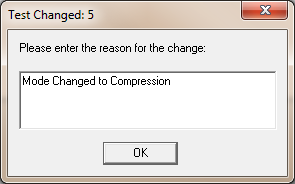 Test Changed: 5
Please enter the reason for the change:
Mode Changed to Compression
OK